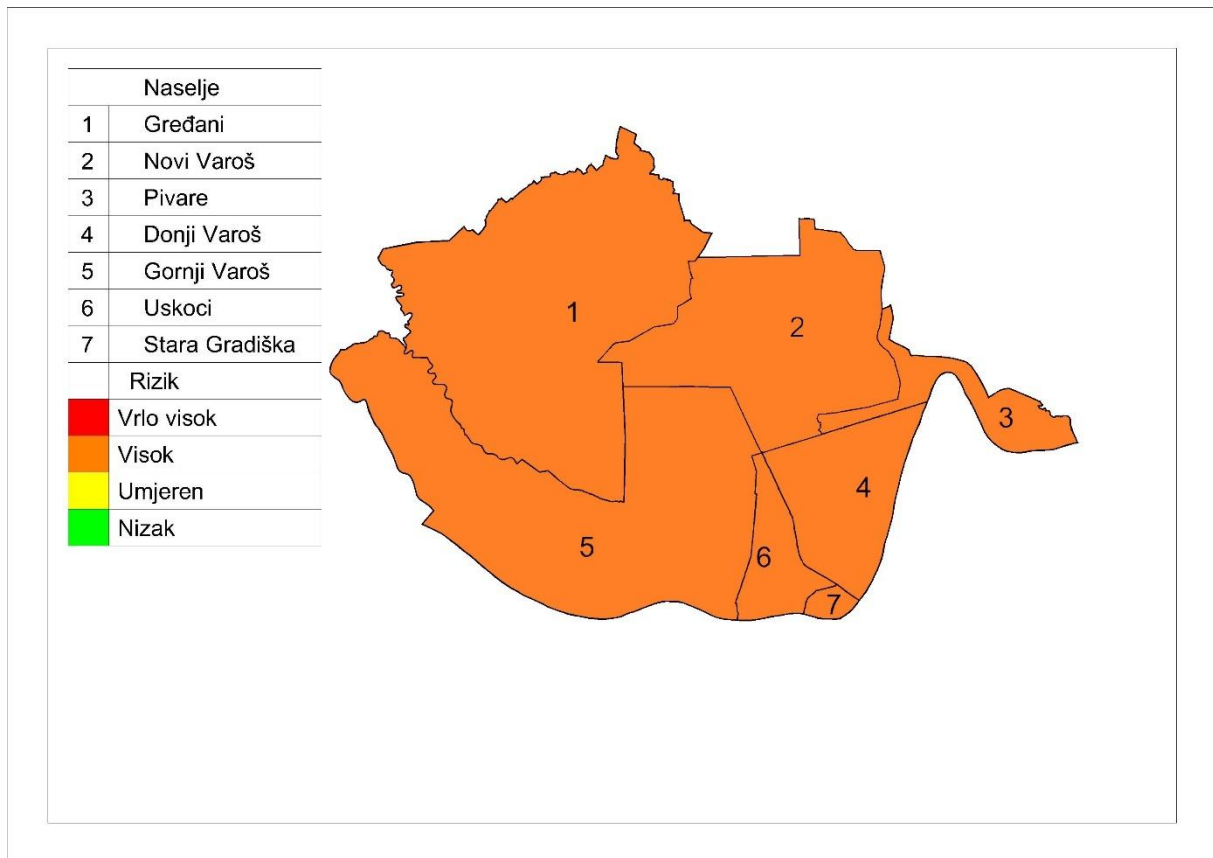 Naselje
1 Gređani
2 Novi Varoš
3 Pivare
4 Donji Varoš
5 Gornji Varoš
6 Uskoci
7 Stara Gradiška
Rizik
Vrlo visok
Visok
Umjeren
Nizak
1
2
3
4
5
6
7